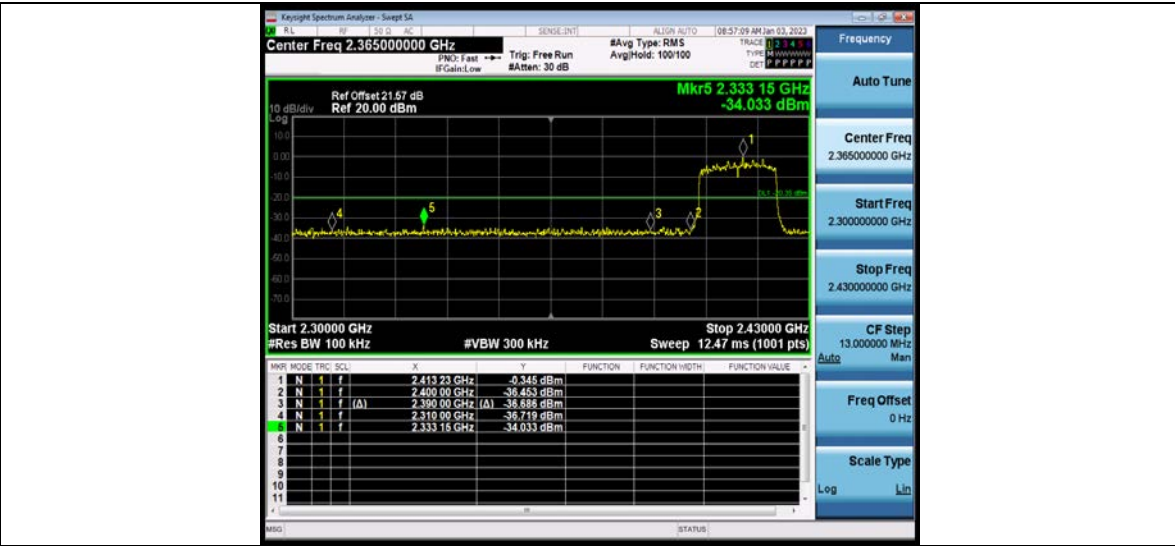 Keysight Spectrum Analyzer - Swept SA
RL RF 50 Ω AC SENSE:INT ALIGN AUTO 08:57:09 AM Jan 03, 2023
Center Freq 2.365000000 GHz
PNO: Fast
IFGain:Low
Trig: Free Run
#Atten: 30 dB
#Avg Type: RMS
Avg|Hold: 100/100
TRACE 1 2 3 4 5 6
TYPE M W W W W W
DET P P P P P P
Mkr5 2.333 15 GHz
-34.033 dBm
Ref Offset 21.57 dB
10 dB/div Ref 20.00 dBm
Log
10.0
0.00
-10.0
-20.0
-30.0
-40.0
-50.0
-60.0
-70.0
1
2
3
4
5
Start 2.30000 GHz Stop 2.43000 GHz
#Res BW 100 kHz #VBW 300 kHz Sweep 12.47 ms (1001 pts)
MKR MODE TRC SCL X Y FUNCTION FUNCTION WIDTH FUNCTION VALUE
1 N 1 f 2.413 23 GHz -0.345 dBm
2 N 1 f 2.400 00 GHz -36.453 dBm
3 N 1 f (Δ) 2.390 00 GHz (Δ) -36.686 dBm
4 N 1 f 2.310 00 GHz -36.719 dBm
5 N 1 f 2.333 15 GHz -34.033 dBm
6
7
8
9
10
11
MSG STATUS
Frequency
Auto Tune
Center Freq
2.365000000 GHz
Start Freq
2.300000000 GHz
Stop Freq
2.430000000 GHz
CF Step
13.000000 MHz
Auto Man
Freq Offset
0 Hz
Scale Type
Log Lin